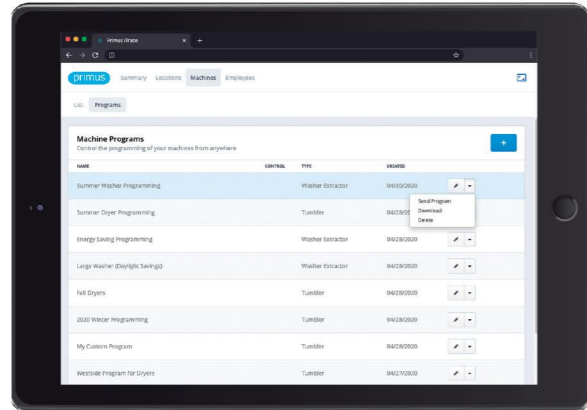 Primus iTrace
primus Summary Locations Machines Employees
List Programs
Machine Programs
Control the programming of your machines from anywhere
NAME CONTROL TYPE CREATED
Summer Washer Programming Washer Extractor 04/30/2020
Send Program
Download
Delete
Summer Dryer Programming Tumbler 04/28/20
Energy Saving Programming Washer Extractor 04/28/2020
Large Washer (Daylight Savings) Washer Extractor 04/28/2020
Fall Dryers Tumbler 04/28/2020
2020 Winter Programming Tumbler 04/28/2020
My Custom Program Tumbler 04/28/2020
Westside Program for Dryers Tumbler 04/27/2020